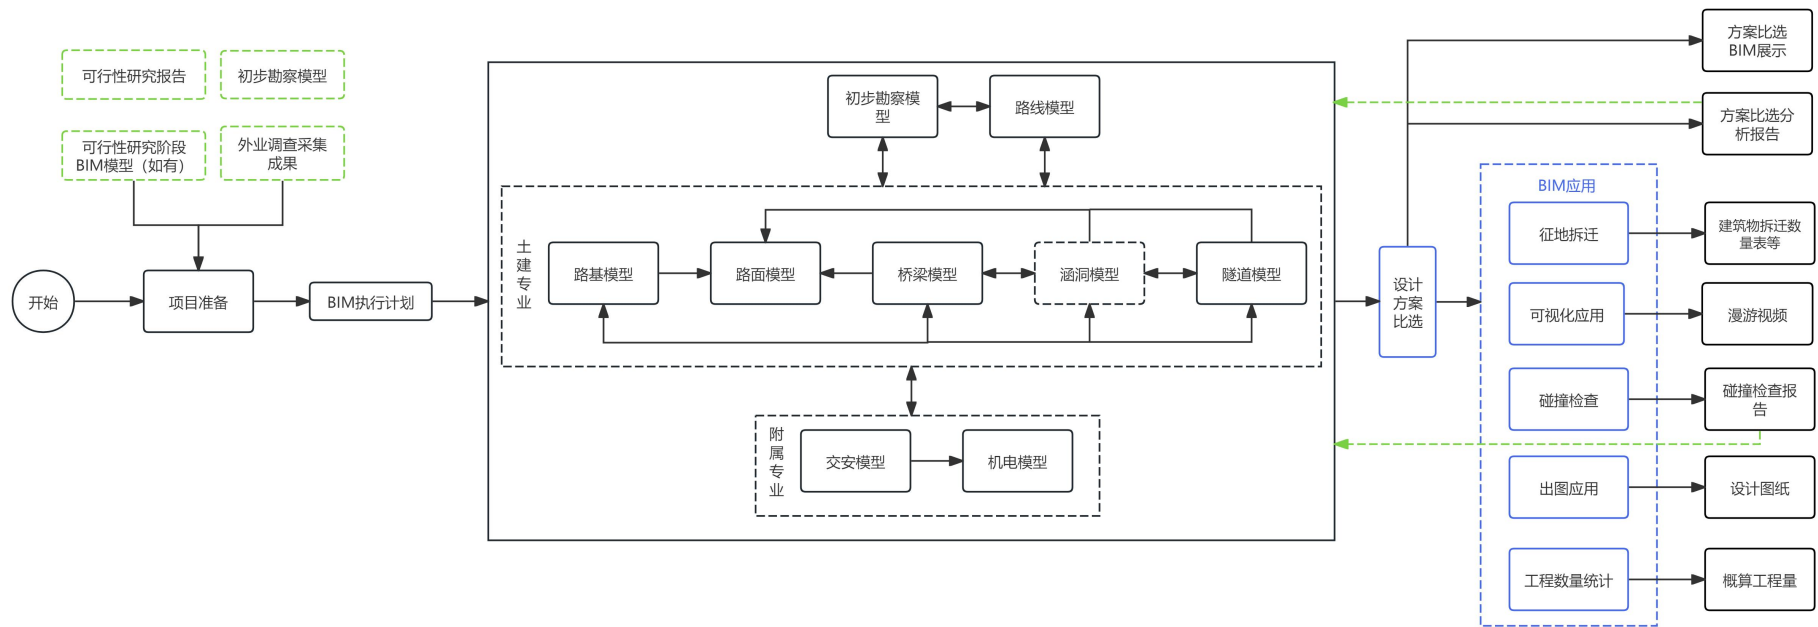 可行性研究报告
初步勘察模型
可行性研究阶段
BIM模型（如有）
外业调查采集
成果
开始
项目准备
BIM执行计划
初步勘察模
型
路线模型
土
建
专
业
路基模型
路面模型
桥梁模型
涵洞模型
隧道模型
附
属
专
业
交安模型
机电模型
设计
方案
比选
方案比选
BIM展示
方案比选分
析报告
BIM应用
征地拆迁
建筑物拆迁数
量表等
可视化应用
漫游视频
碰撞检查
碰撞检查报
告
出图应用
设计图纸
工程数量统计
概算工程量